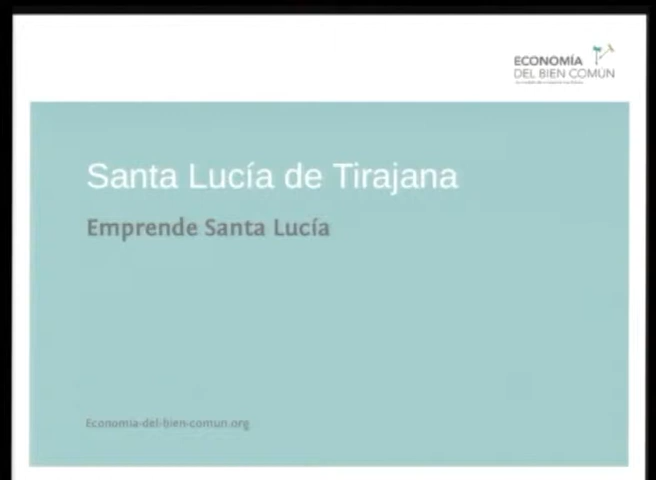 ECONOMÍA
DEL BIEN COMÚN
Santa Lucía de Tirajana
Emprende Santa Lucía
Economia-del-bien-comun.org